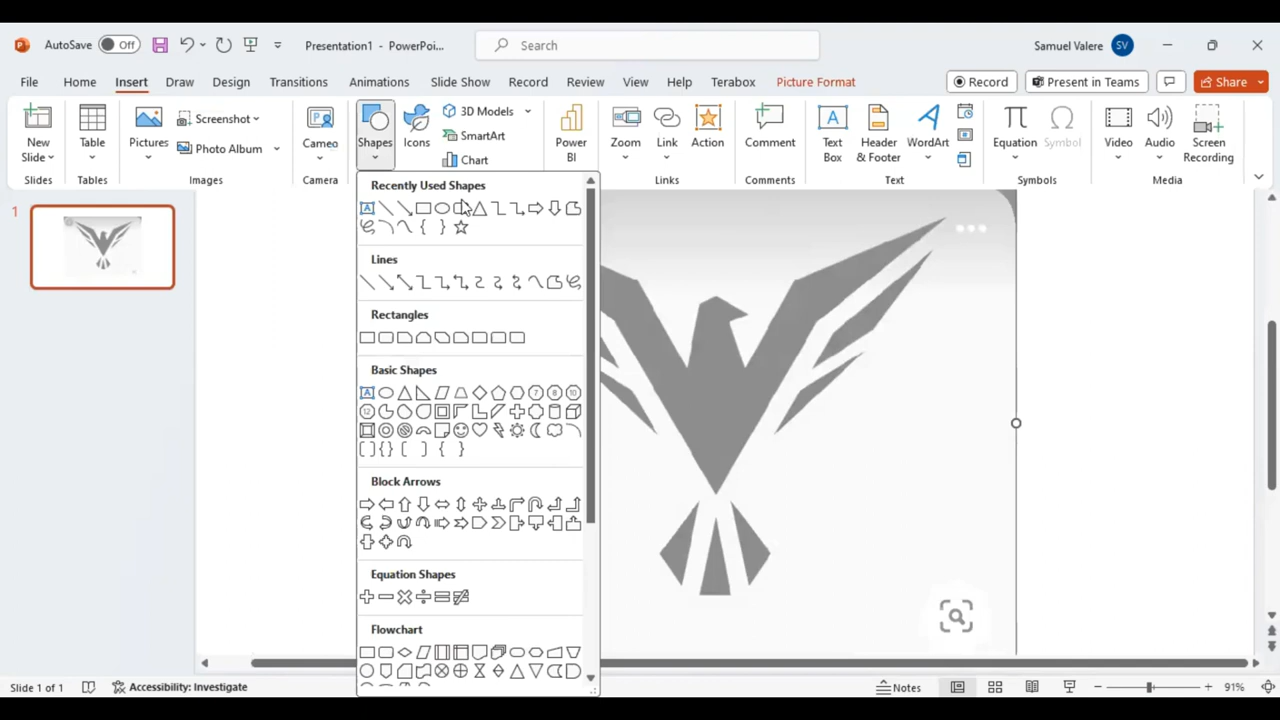 AutoSave Off Presentation1 - PowerPoi... Search Samuel Valere SV
File Home Insert Draw Design Transitions Animations Slide Show Record Review View Help Terabox Picture Format Record Present in Teams Share
New Slide
Table
Pictures
Screenshot
Photo Album
Cameo
Shapes
Icons
3D Models
SmartArt
Chart
Power BI
Zoom
Link
Action
Comment
Text Box
Header & Footer
WordArt
Equation
Symbol
Video
Audio
Screen Recording
Slides Tables Images Camera Links Comments Text Symbols Media
1
Recently Used Shapes
Lines
Rectangles
Basic Shapes
Block Arrows
Equation Shapes
Flowchart
Slide 1 of 1 Accessibility: Investigate Notes 91%